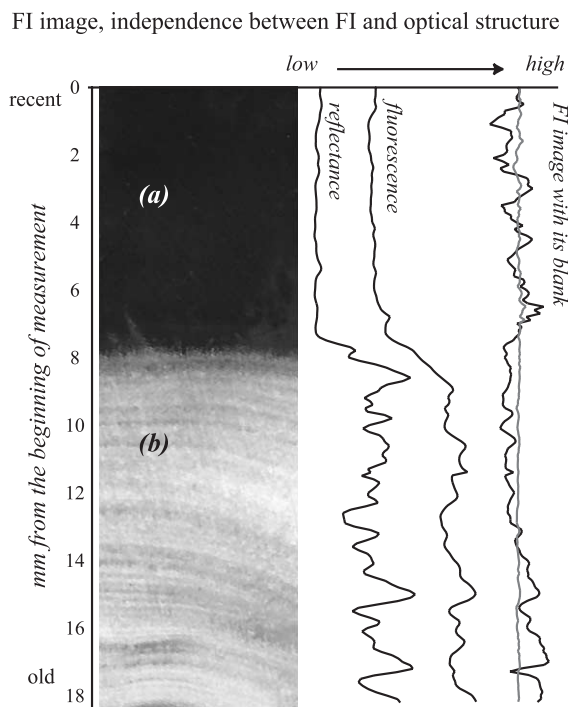 FI image, independence between FI and optical structure
low
high
recent
0
2
4
6
8
10
12
14
16
18
old
mm from the beginning of measurement
(a)
(b)
reflectance
fluorescence
FI image with its blank